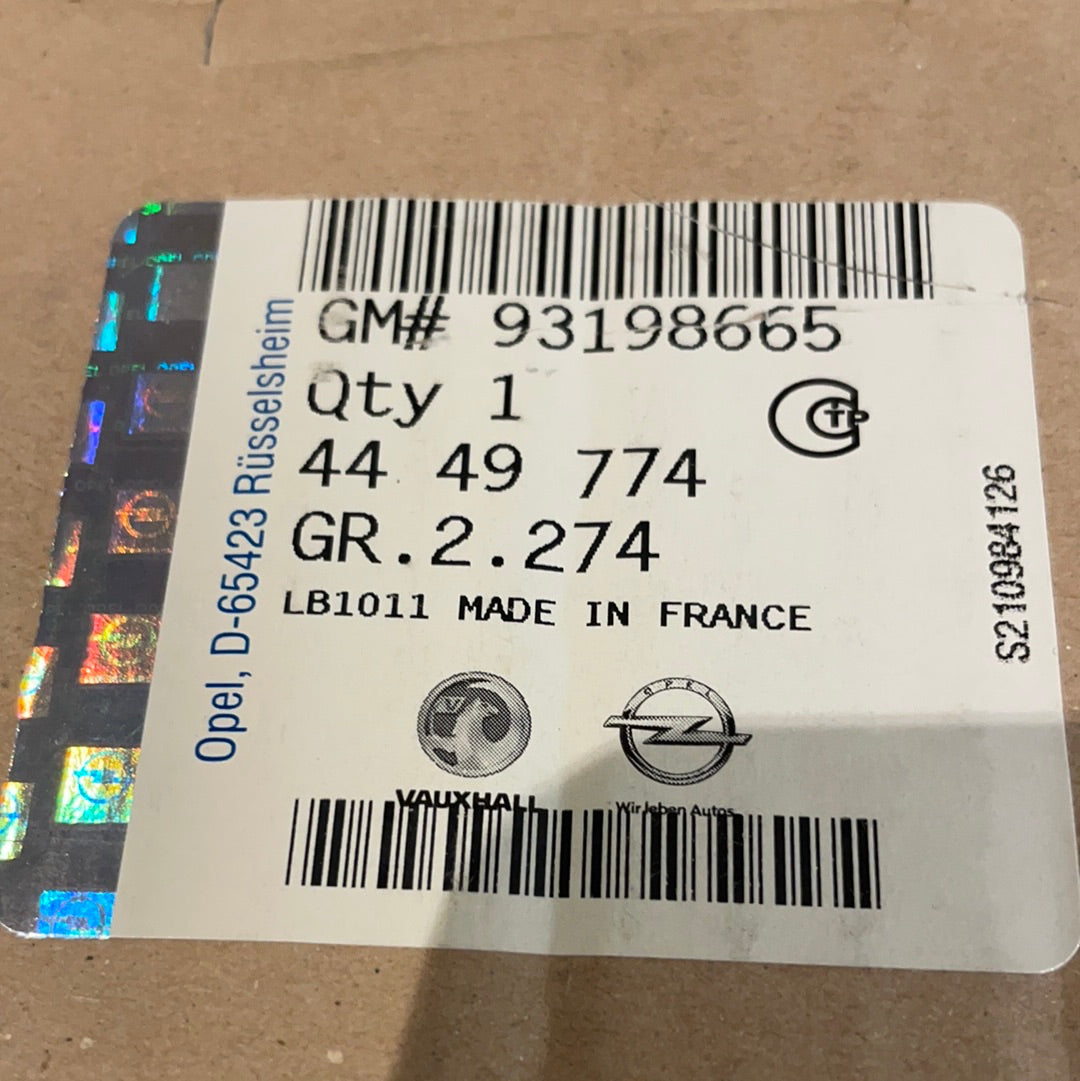 GM# 93198665
Qty 1
44 49 774
GR.2.274
LB1011 MADE IN FRANCE
Opel, D-65423 Rüsselsheim
S210984126
OPEL
VAUXHALL
Wir leben Autos